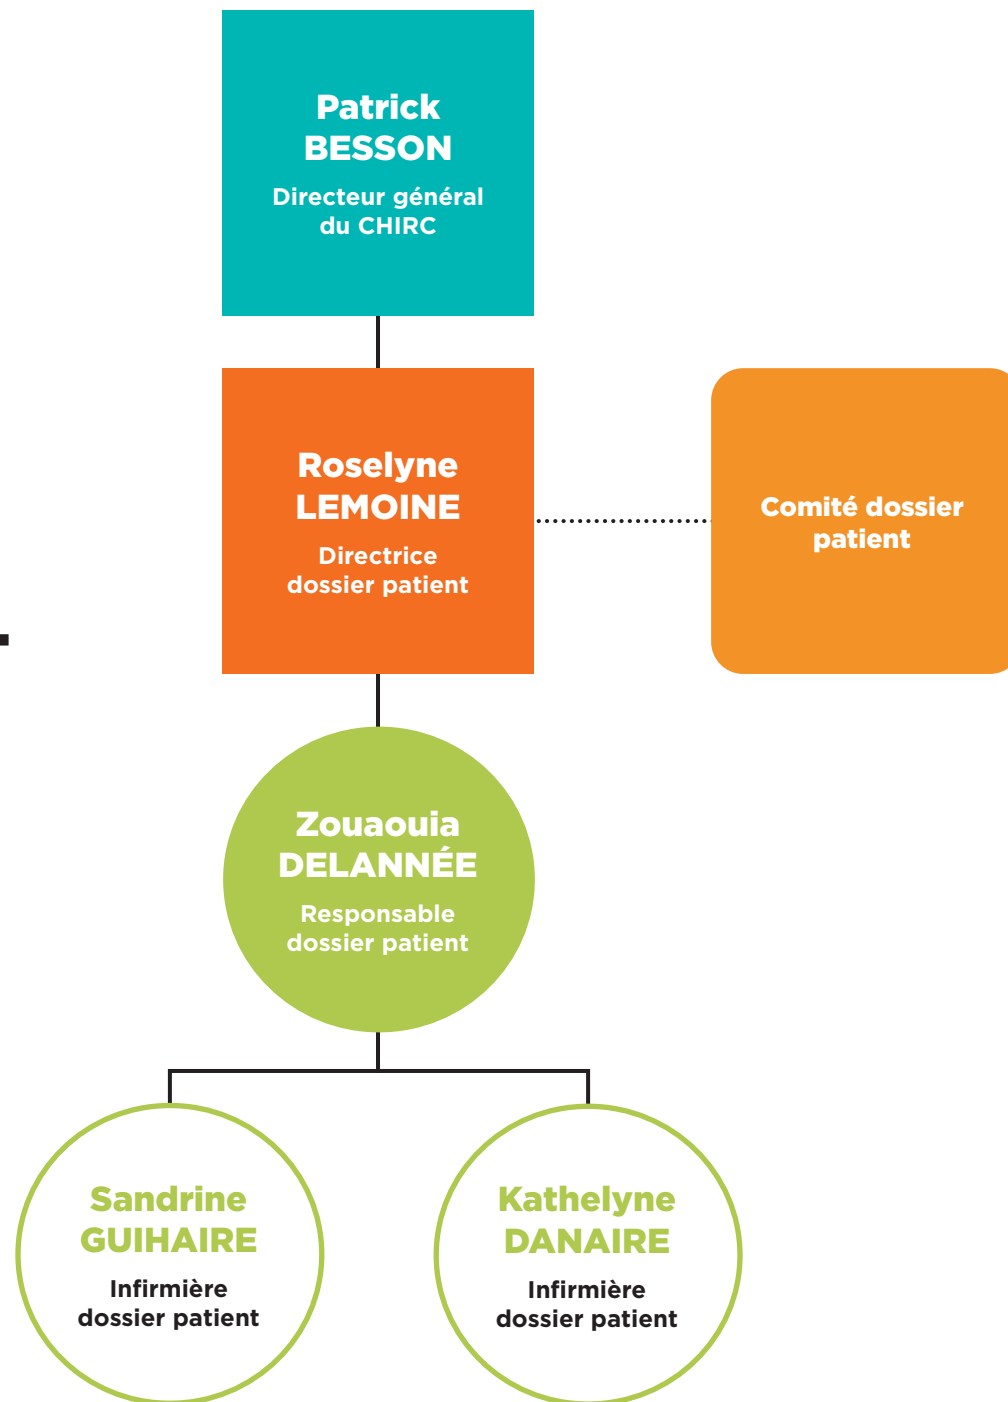 Patrick
BESSON
Directeur général
du CHIRC
Roselyne
LEMOINE
Directrice
dossier patient
Comité dossier
patient
Zouaouia
DELANNÉE
Responsable
dossier patient
Sandrine
GUIHAIRE
Infirmière
dossier patient
Kathelyne
DANAIRE
Infirmière
dossier patient